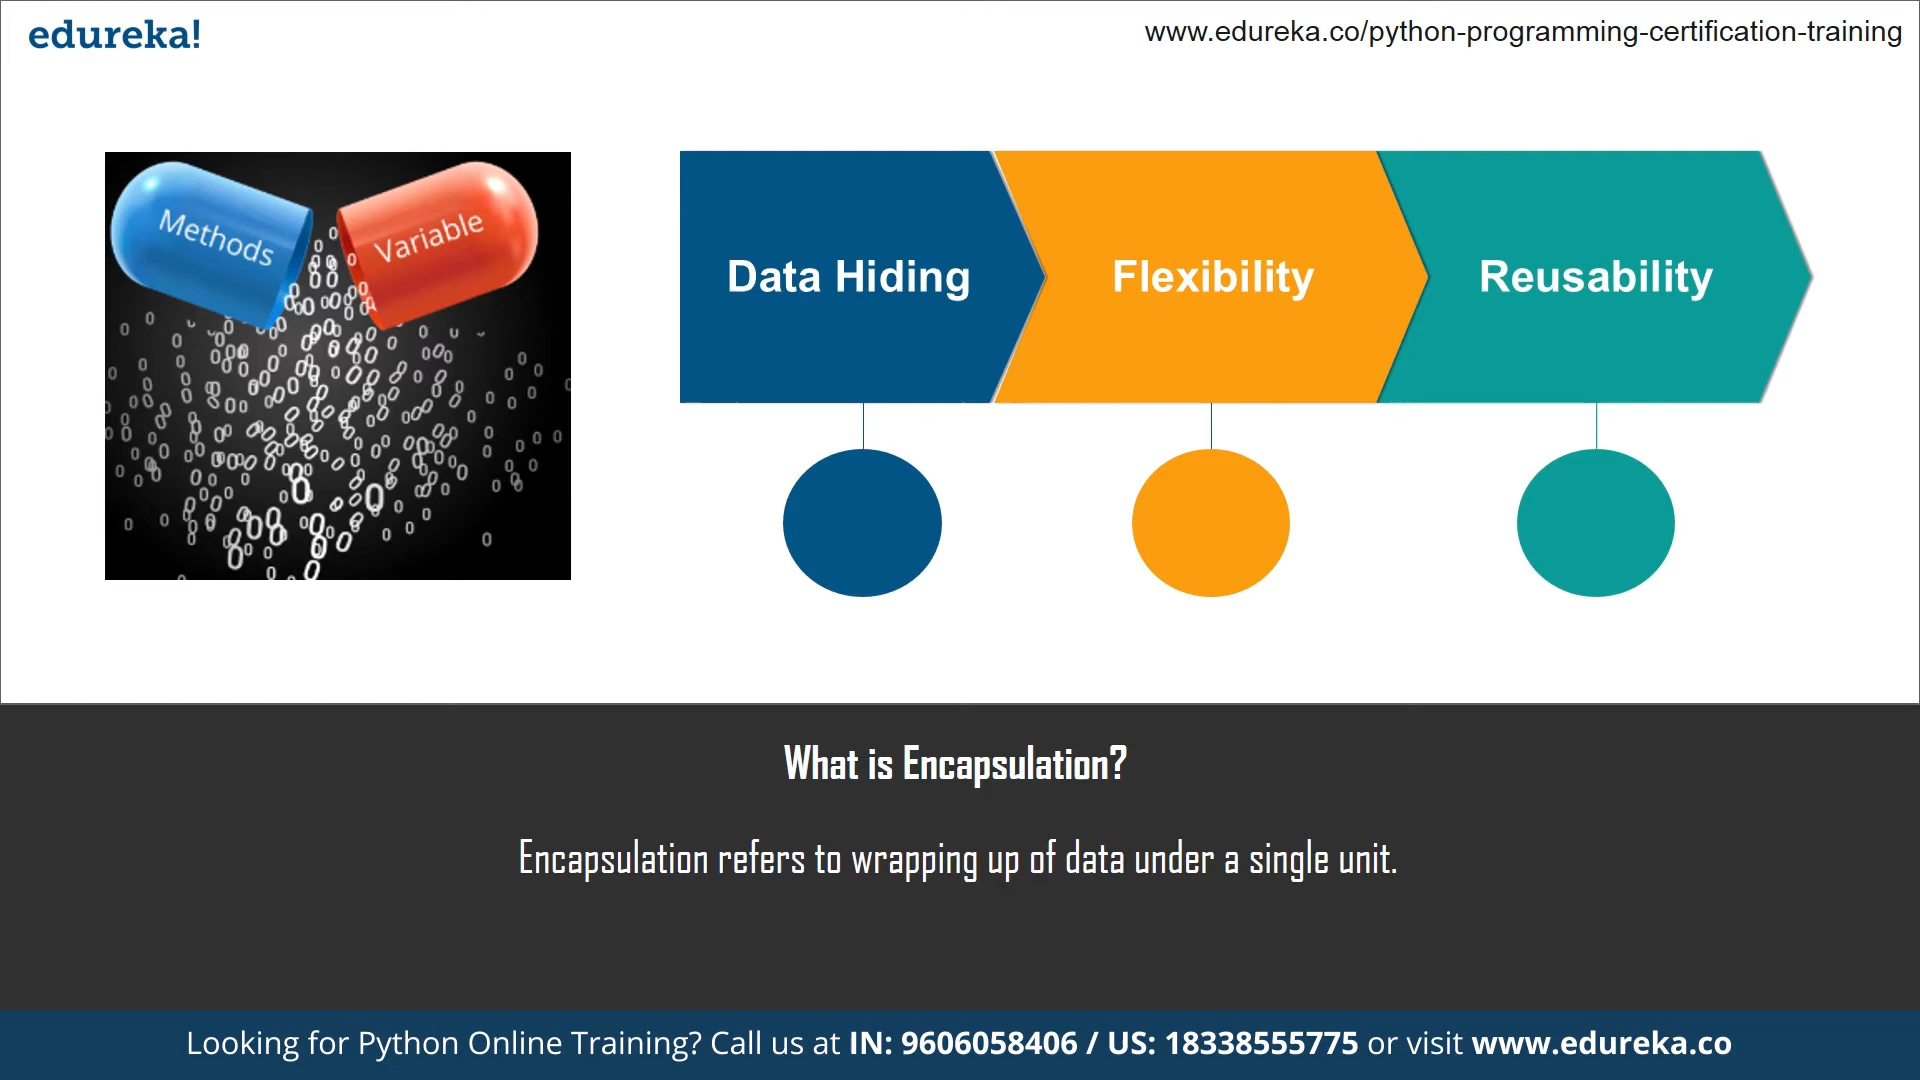 edureka!
www.edureka.co/python-programming-certification-training
Methods
Variable
Data Hiding
Flexibility
Reusability
What is Encapsulation?
Encapsulation refers to wrapping up of data under a single unit.
Looking for Python Online Training? Call us at IN: 9606058406 / US: 18338555775 or visit www.edureka.co